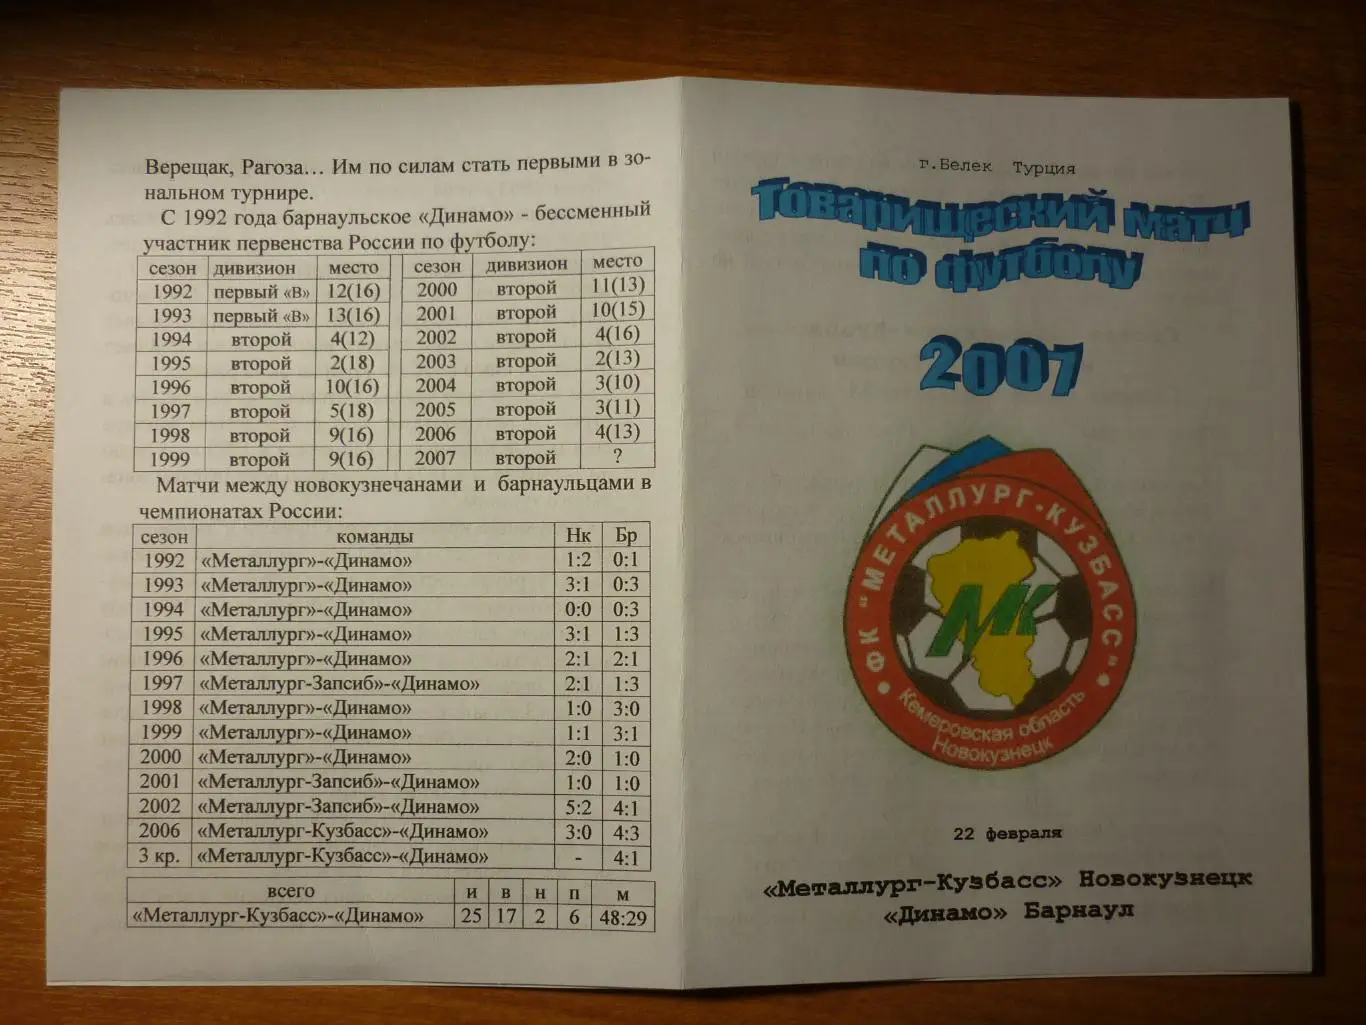 Верещак, Рагоза... Им по силам стать первыми в зо-
нальном турнире.
С 1992 года барнаульское «Динамо» - бессменный
участник первенства России по футболу:
сезон дивизион место сезон дивизион место
1992 первый «В» 12(16) 2000 второй 11(13)
1993 первый «В» 13(16) 2001 второй 10(15)
1994 второй 4(12) 2002 второй 4(16)
1995 второй 2(18) 2003 второй 2(13)
1996 второй 10(16) 2004 второй 3(10)
1997 второй 5(18) 2005 второй 3(11)
1998 второй 9(16) 2006 второй 4(13)
1999 второй 9(16) 2007 второй ?
Матчи между новокузнечанами и барнаульцами в
чемпионатах России:
сезон команды Нк Бр
1992 «Металлург»-«Динамо» 1:2 0:1
1993 «Металлург»-«Динамо» 3:1 0:3
1994 «Металлург»-«Динамо» 0:0 0:3
1995 «Металлург»-«Динамо» 3:1 1:3
1996 «Металлург»-«Динамо» 2:1 2:1
1997 «Металлург-Запсиб»-«Динамо» 2:1 1:3
1998 «Металлург»-«Динамо» 1:0 3:0
1999 «Металлург»-«Динамо» 1:1 3:1
2000 «Металлург»-«Динамо» 2:0 1:0
2001 «Металлург-Запсиб»-«Динамо» 1:0 1:0
2002 «Металлург-Запсиб»-«Динамо» 5:2 4:1
2006 «Металлург-Кузбасс»-«Динамо» 3:0 4:3
3 кр. «Металлург-Кузбасс»-«Динамо» - 4:1
всего и в н п м
«Металлург-Кузбасс»-«Динамо» 25 17 2 6 48:29
г.Белек Турция
Товарищеский матч
по футболу
2007
ФК "МЕТАЛЛУРГ-КУЗБАСС"
МК
Кемеровская область
Новокузнецк
22 февраля
«Металлург-Кузбасс» Новокузнецк
«Динамо» Барнаул